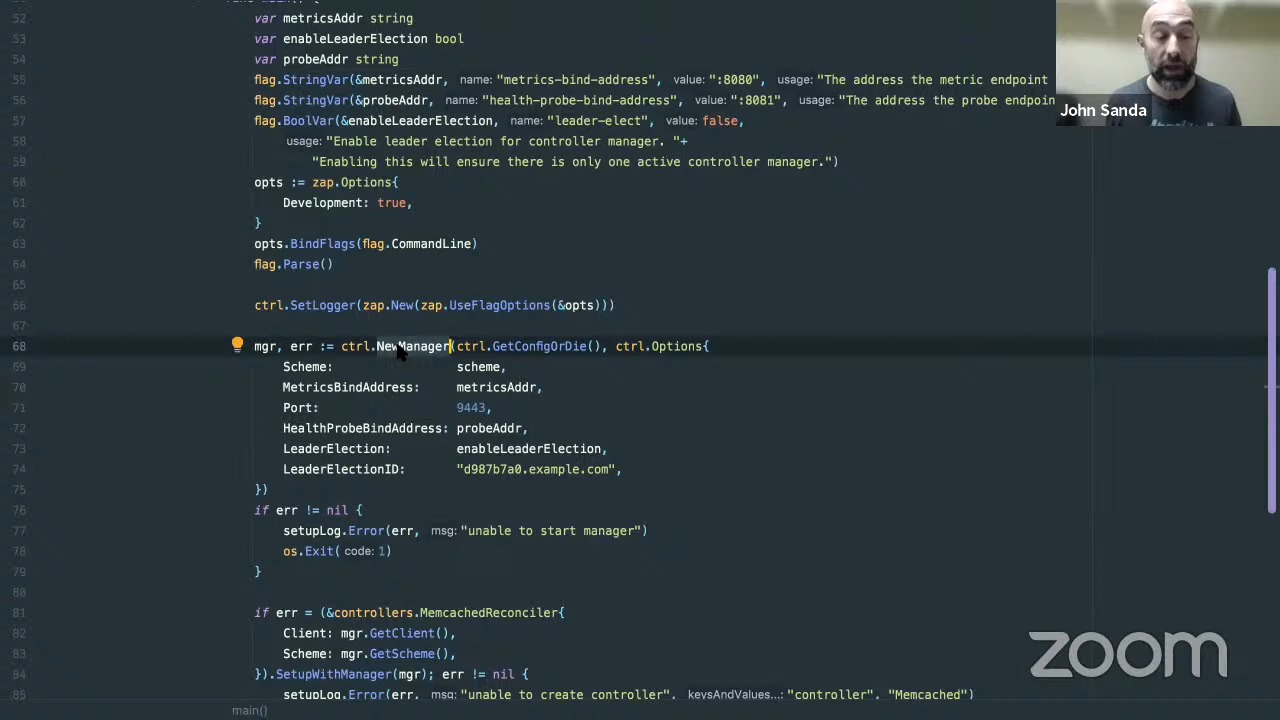 52 var metricsAddr string
53 var enableLeaderElection bool
54 var probeAddr string
55 flag.StringVar(&metricsAddr, name: "metrics-bind-address", value: ":8080", usage: "The address the metric endpoint
56 flag.StringVar(&probeAddr, name: "health-probe-bind-address", value: ":8081", usage: "The address the probe endpoin
57 flag.BoolVar(&enableLeaderElection, name: "leader-elect", value: false,
58 usage: "Enable leader election for controller manager. "+
59 "Enabling this will ensure there is only one active controller manager.")
60 opts := zap.Options{
61 Development: true,
62 }
63 opts.BindFlags(flag.CommandLine)
64 flag.Parse()
65
66 ctrl.SetLogger(zap.New(zap.UseFlagOptions(&opts)))
67
68 mgr, err := ctrl.NewManager(ctrl.GetConfigOrDie(), ctrl.Options{
69 Scheme: scheme,
70 MetricsBindAddress: metricsAddr,
71 Port: 9443,
72 HealthProbeBindAddress: probeAddr,
73 LeaderElection: enableLeaderElection,
74 LeaderElectionID: "d987b7a0.example.com",
75 })
76 if err != nil {
77 setupLog.Error(err, msg: "unable to start manager")
78 os.Exit( code: 1)
79 }
80
81 if err = (&controllers.MemcachedReconciler{
82 Client: mgr.GetClient(),
83 Scheme: mgr.GetScheme(),
84 }).SetupWithManager(mgr); err != nil {
85 setupLog.Error(err, msg: "unable to create controller", keysAndValues...: "controller", "Memcached")
main()
John Sanda
zoom